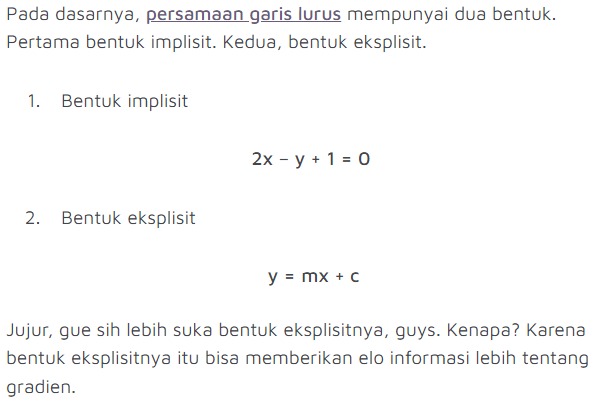 Pada dasarnya, persamaan garis lurus mempunyai dua bentuk.
Pertama bentuk implisit. Kedua, bentuk eksplisit.
1. Bentuk implisit
2x – y + 1 = 0
2. Bentuk eksplisit
y = mx + c
Jujur, gue sih lebih suka bentuk eksplisitnya, guys. Kenapa? Karena
bentuk eksplisitnya itu bisa memberikan elo informasi lebih tentang
gradien.